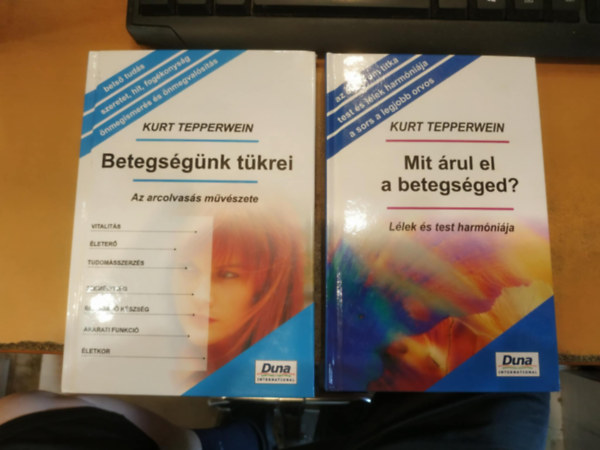 belső tudás
szeretet, hit, fogékonyság
önmegismerés és önmegvalósítás
KURT TEPPERWEIN
Betegségünk tükrei
Az arcolvasás művészete
VITALITÁS
ÉLETERŐ
TUDOMÁSSZERZÉS
AKARATI FUNKCIÓ
ÉLETKOR
Duna
INTERNATIONAL
titka
test és lélek harmóniája
a sors a legjobb orvos
KURT TEPPERWEIN
Mit árul el
a betegséged?
Lélek és test harmóniája
Duna
INTERNATIONAL